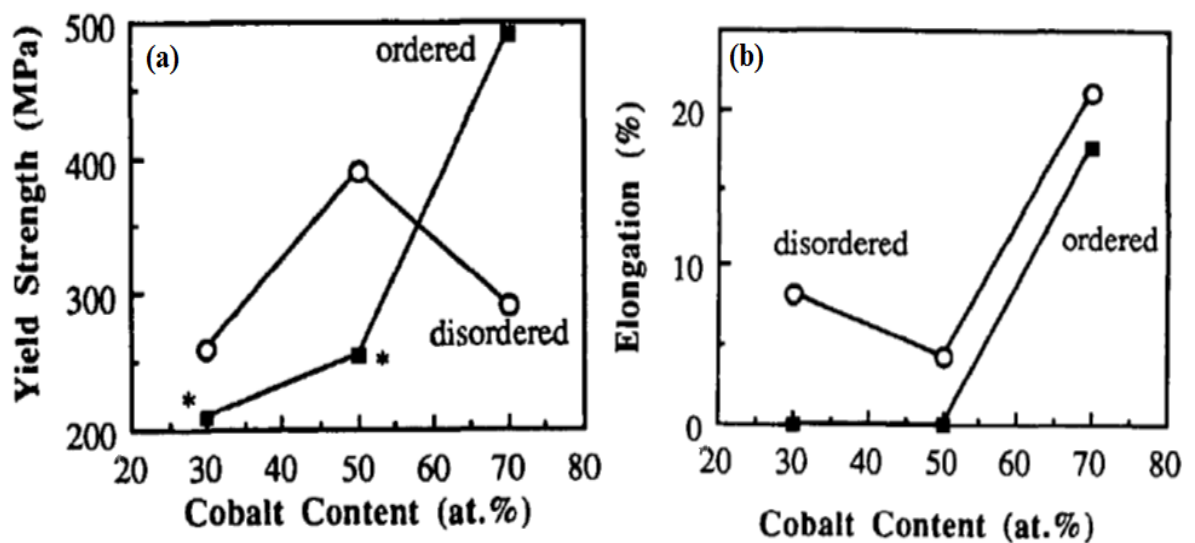 (a)
Yield Strength (MPa)
500
400
300
200
ordered
disordered
*
*
20 30 40 50 60 70 80
Cobalt Content (at.%)
(b)
Elongation (%)
20
10
0
disordered
ordered
20 30 40 50 60 70 80
Cobalt Content (at.%)